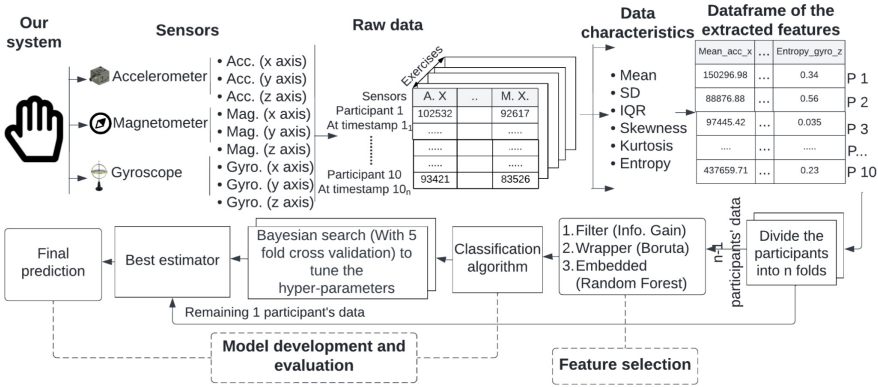 Our
system
Sensors
Accelerometer
Magnetometer
Gyroscope
• Acc. (x axis)
• Acc. (y axis)
• Acc. (z axis)
• Mag. (x axis)
• Mag. (y axis)
• Mag. (z axis)
• Gyro. (x axis)
• Gyro. (y axis)
• Gyro. (z axis)
Raw data
Exercises
Sensors
Participant 1
At timestamp 1₁
Participant 10
At timestamp 10ₙ
A. X .. M. X.
102532 92617
..... .....
..... .....
93421 83526
Data
characteristics
• Mean
• SD
• IQR
• Skewness
• Kurtosis
• Entropy
Dataframe of the
extracted features
Mean_acc_x ... Entropy_gyro_z
150296.98 ... 0.34 P 1
88876.88 ... 0.56 P 2
97445.42 ... 0.035 P 3
.... ... ..... P...
437659.71 ... 0.23 P 10
Divide the
participants
into n folds
n-1
participants' data
1. Filter (Info. Gain)
2. Wrapper (Boruta)
3. Embedded
(Random Forest)
Classification
algorithm
Bayesian search (With 5
fold cross validation) to
tune the
hyper-parameters
Best estimator
Final
prediction
Remaining 1 participant's data
Model development and
evaluation
Feature selection